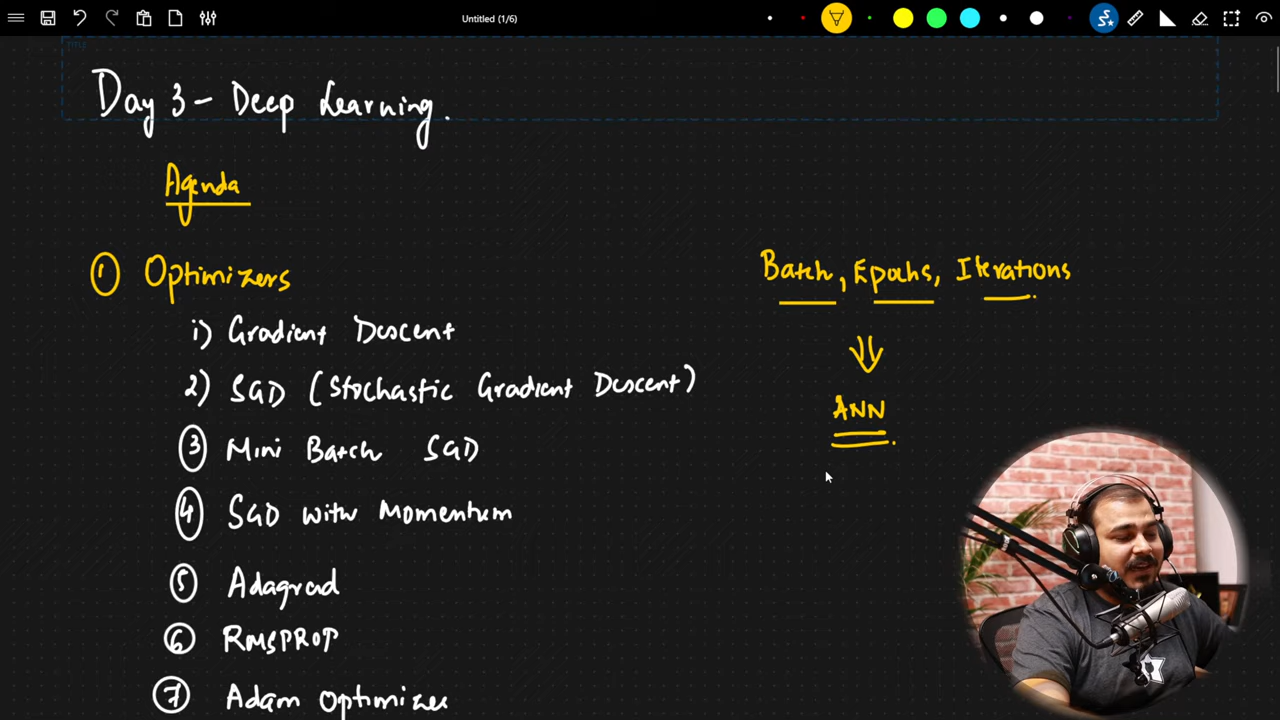 Untitled (1/6)
TITLE
Day 3 - Deep Learning.
Agenda
① Optimizers
i) Gradient Descent
2) SGD (Stochastic Gradient Descent)
③ Mini Batch SGD
④ SGD with Momentum
⑤ Adagrad
⑥ RMSPROP
⑦ Adam Optimizer
Batch, Epochs, Iterations
ANN